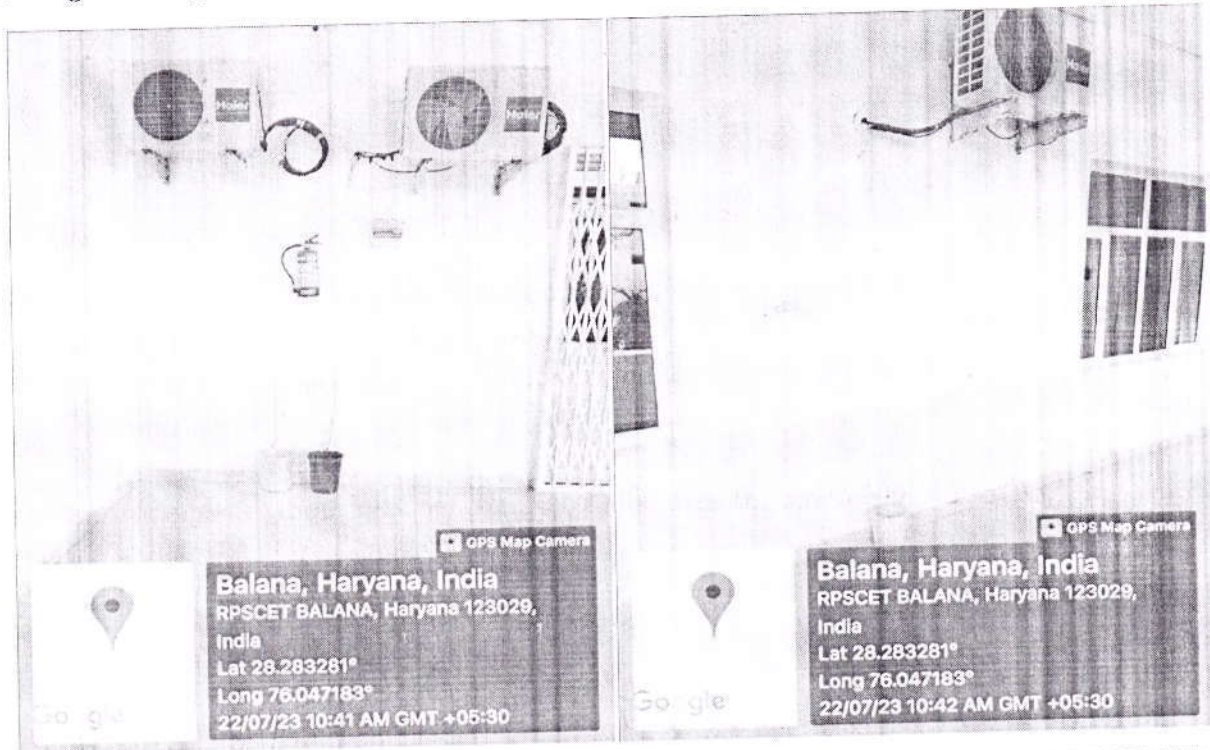 Haier
Haier
GPS Map Camera
Balana, Haryana, India
RPSCET BALANA, Haryana 123029,
India
Lat 28.283281°
Long 76.047183°
22/07/23 10:41 AM GMT +05:30
Google
Haier
GPS Map Camera
Balana, Haryana, India
RPSCET BALANA, Haryana 123029,
India
Lat 28.283281°
Long 76.047183°
22/07/23 10:42 AM GMT +05:30
Google